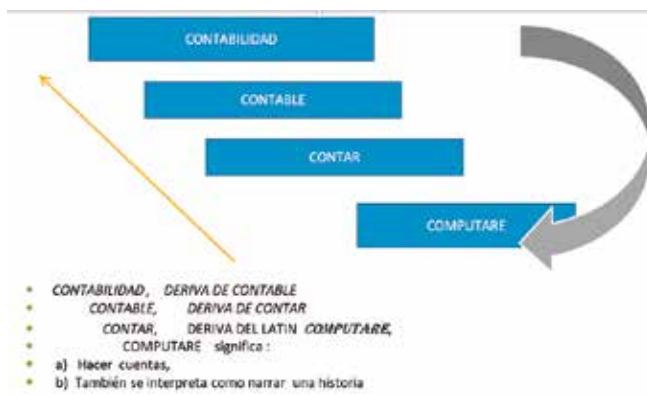 CONTABILIDAD
CONTABLE
CONTAR
COMPUTARE
• CONTABILIDAD, DERIVA DE CONTABLE
• CONTABLE, DERIVA DE CONTAR
• CONTAR, DERIVA DEL LATIN COMPUTARE,
• COMPUTARE significa :
• a) Hacer cuentas,
• b) También se interpreta como narrar una historia